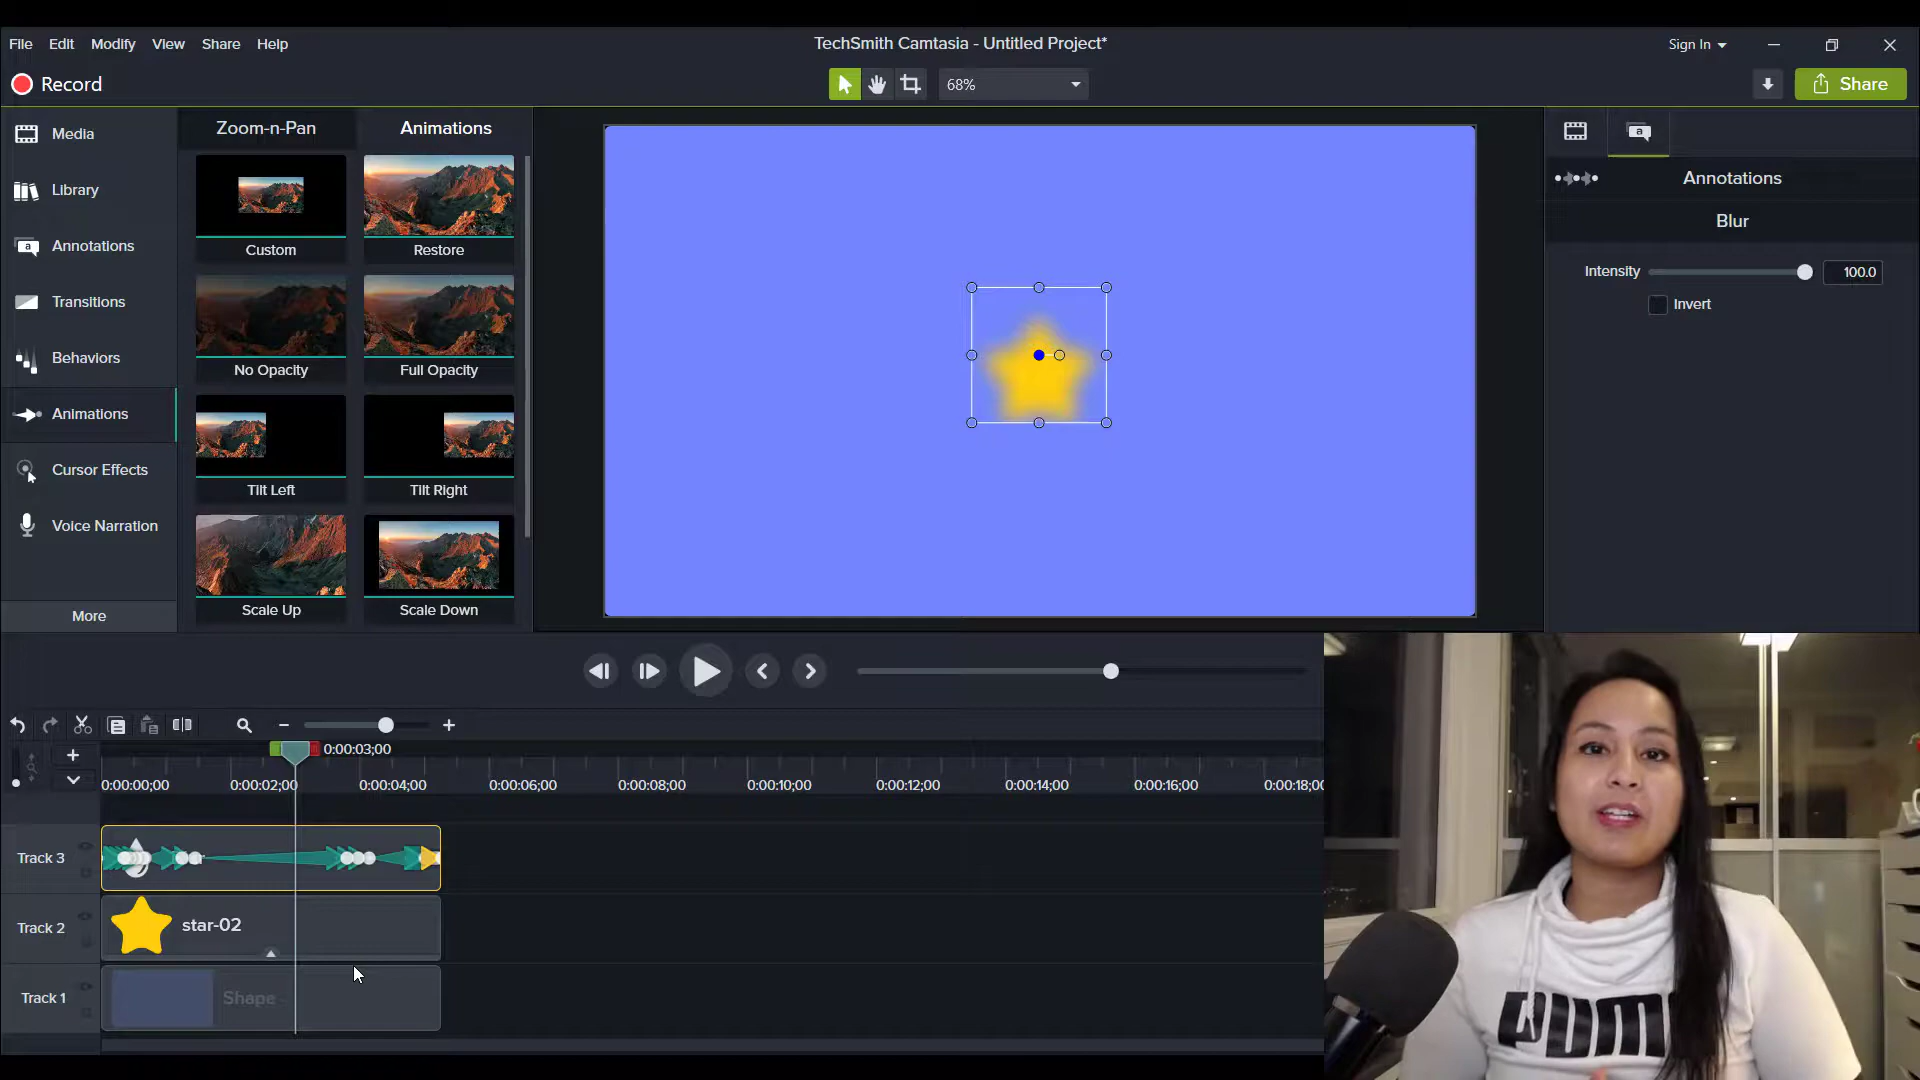 File Edit Modify View Share Help
TechSmith Camtasia - Untitled Project*
Sign In
Record
68%
Share
Media
Library
Annotations
Transitions
Behaviors
Animations
Cursor Effects
Voice Narration
More
Zoom-n-Pan
Animations
Custom
Restore
No Opacity
Full Opacity
Tilt Left
Tilt Right
Scale Up
Scale Down
a
a
Annotations
Blur
Intensity
100.0
Invert
0:00:03;00
0:00:00;00 0:00:02;00 0:00:04;00 0:00:06;00 0:00:08;00 0:00:10;00 0:00:12;00 0:00:14;00 0:00:16;00 0:00:18;00
Track 3
Track 2
star-02
Track 1
Shape
PUMA